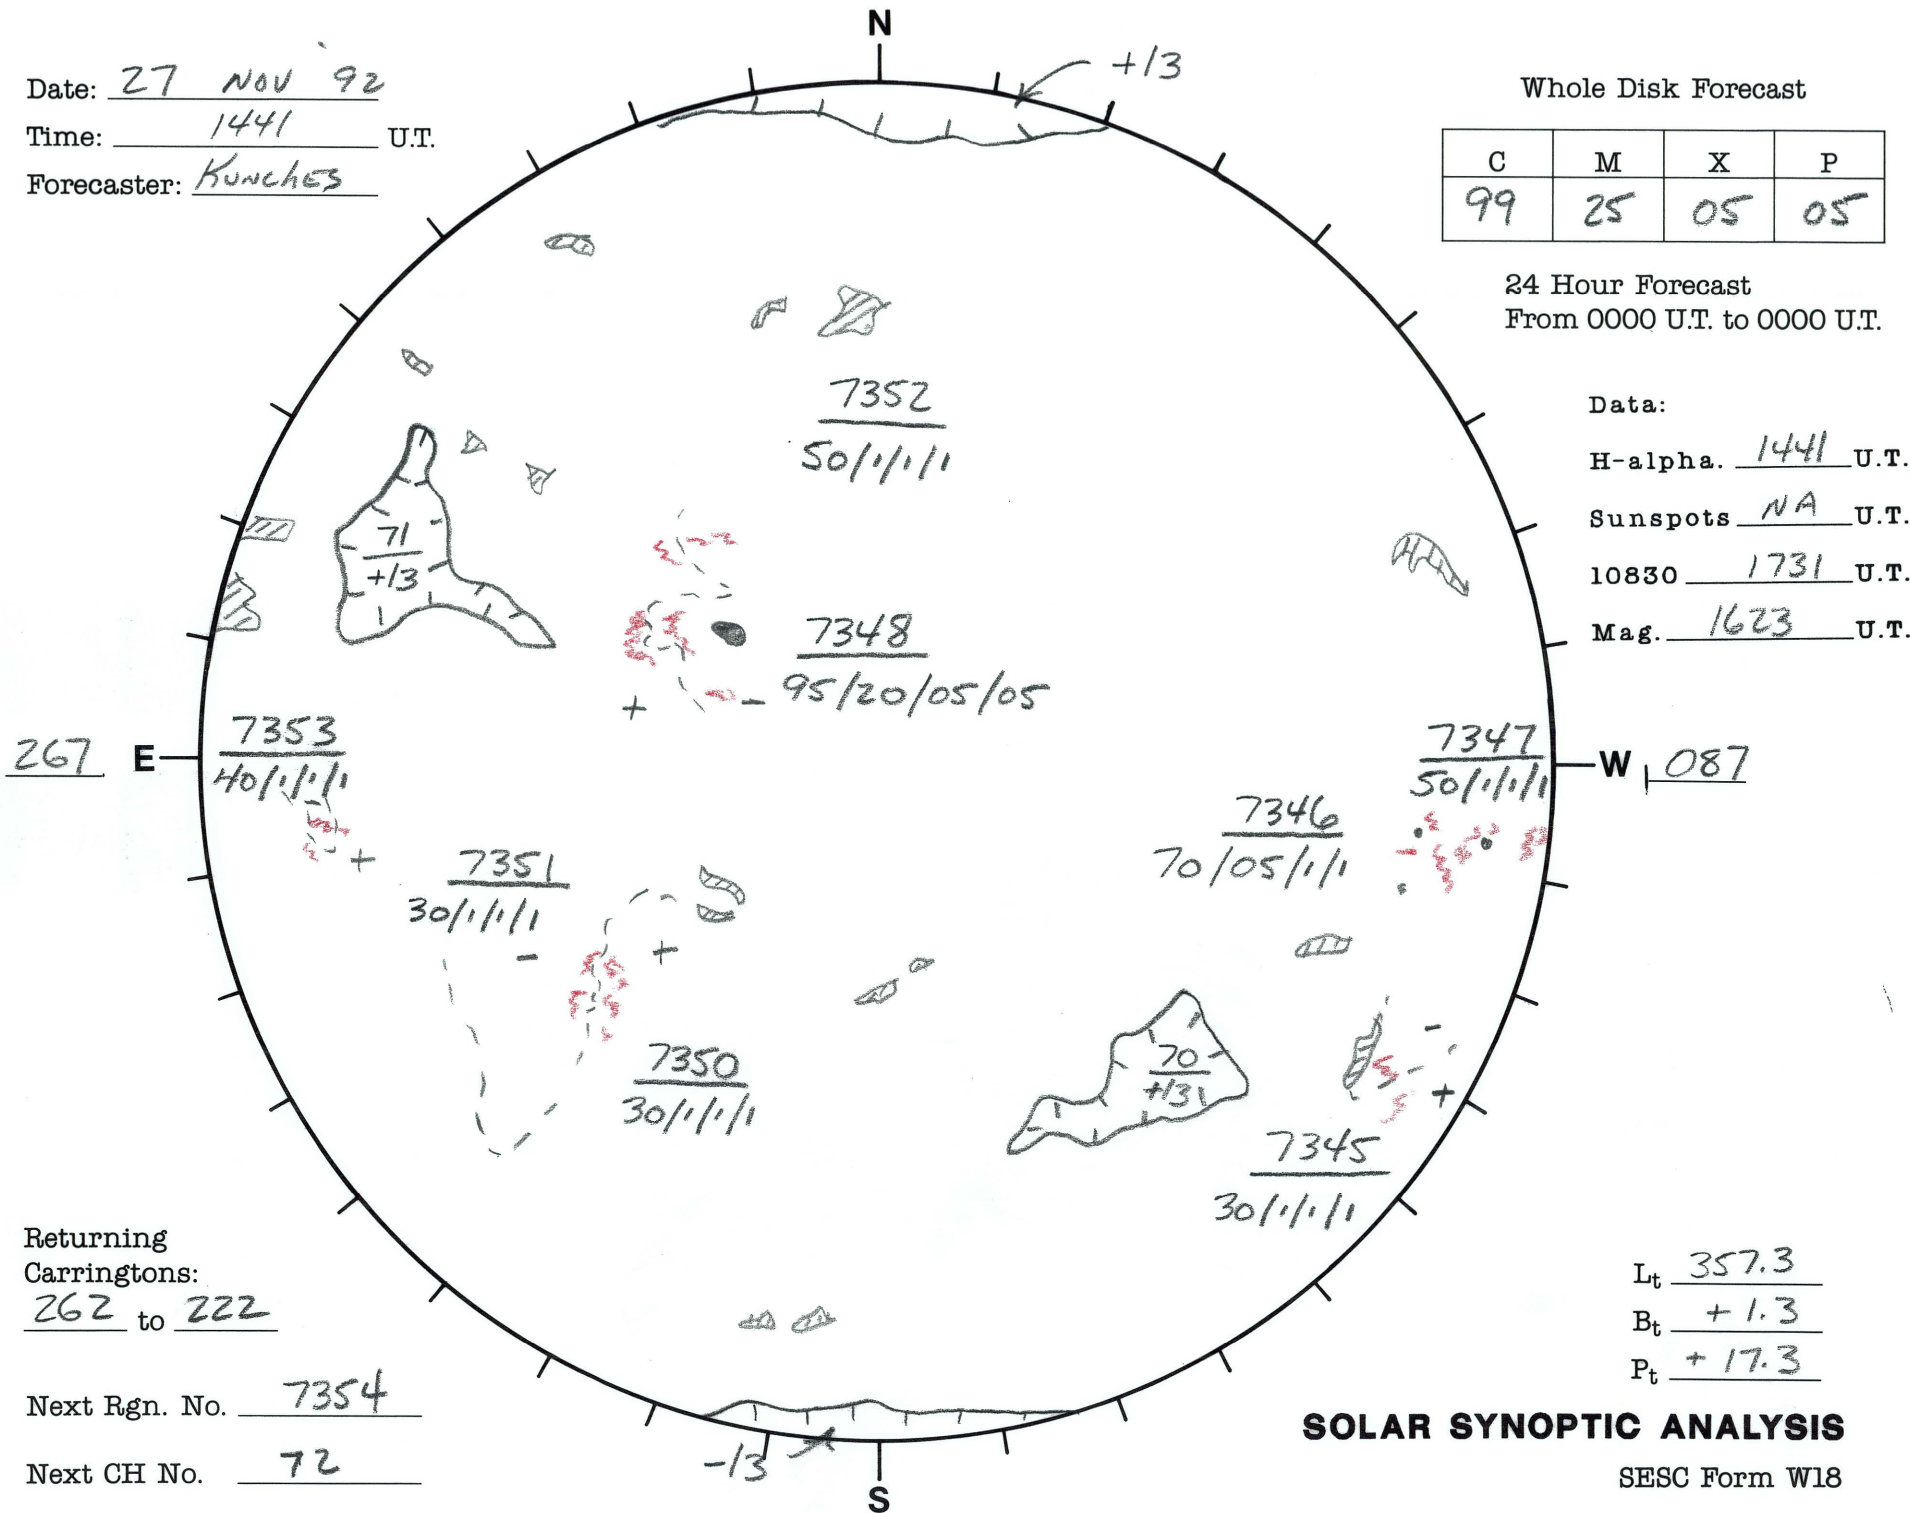 N
+/3
Date: 27 NOV 92
Time: 1441 U.T.
Forecaster: KUNCHES
Whole Disk Forecast
C M X P
99 25 05 05
24 Hour Forecast
From 0000 U.T. to 0000 U.T.
Data:
H-alpha. 1441 U.T.
Sunspots NA U.T.
10830 1731 U.T.
Mag. 1623 U.T.
7352
50/1/1/1
71
+/3
7348
95/20/05/05
+ -
267 E
7353
40/1/1/1
+
7347
50/1/1/1
W 087
7346
70/05/1/1
7351
30/1/1/1
- +
7350
30/1/1/1
70
+/3
-
+
7345
30/1/1/1
Returning
Carringtons:
262 to 222
Next Rgn. No. 7354
Next CH No. 72
-/3
S
Lt 357.3
Bt + 1.3
Pt + 17.3
SOLAR SYNOPTIC ANALYSIS
SESC Form W18